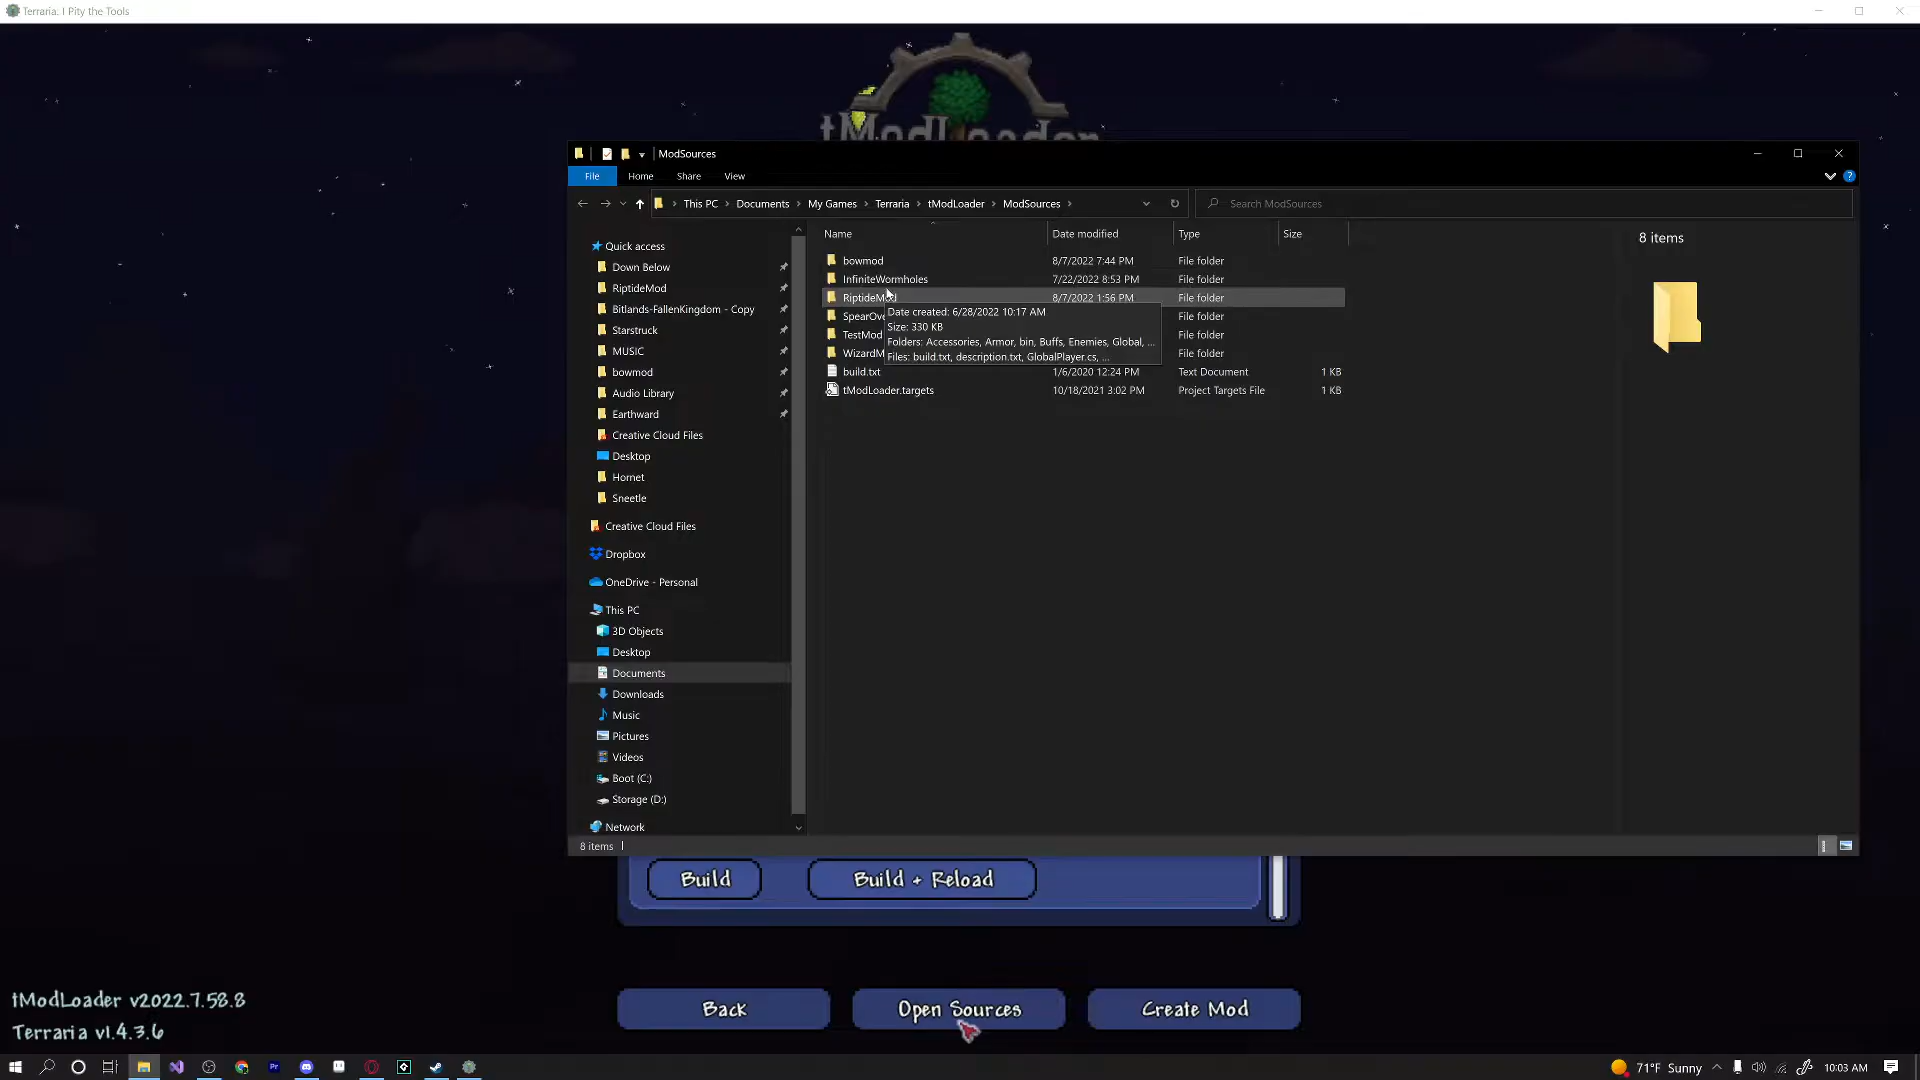 Terraria: I Pity the Tools
tModLoader
ModSources
File Home Share View
This PC > Documents > My Games > Terraria > tModLoader > ModSources >
Search ModSources
Name Date modified Type Size
8 items
Quick access
Down Below
RiptideMod
Bitlands-FallenKingdom - Copy
Starstruck
MUSIC
bowmod
Audio Library
Earthward
Creative Cloud Files
Desktop
Hornet
Sneetle
Creative Cloud Files
Dropbox
OneDrive - Personal
This PC
3D Objects
Desktop
Documents
Downloads
Music
Pictures
Videos
Boot (C:)
Storage (D:)
Network
bowmod 8/7/2022 7:44 PM File folder
InfiniteWormholes 7/22/2022 8:53 PM File folder
RiptideMod 8/7/2022 1:56 PM File folder
SpearOve File folder
TestMod File folder
WizardM File folder
build.txt 1/6/2020 12:24 PM Text Document 1 KB
tModLoader.targets 10/18/2021 3:02 PM Project Targets File 1 KB
Date created: 6/28/2022 10:17 AM
Size: 330 KB
Folders: Accessories, Armor, bin, Buffs, Enemies, Global, ...
Files: build.txt, description.txt, GlobalPlayer.cs, ...
8 items
Build Build + Reload
Back Open Sources Create Mod
tModLoader v2022.7.58.8
Terraria v1.4.3.6
71°F Sunny 10:03 AM